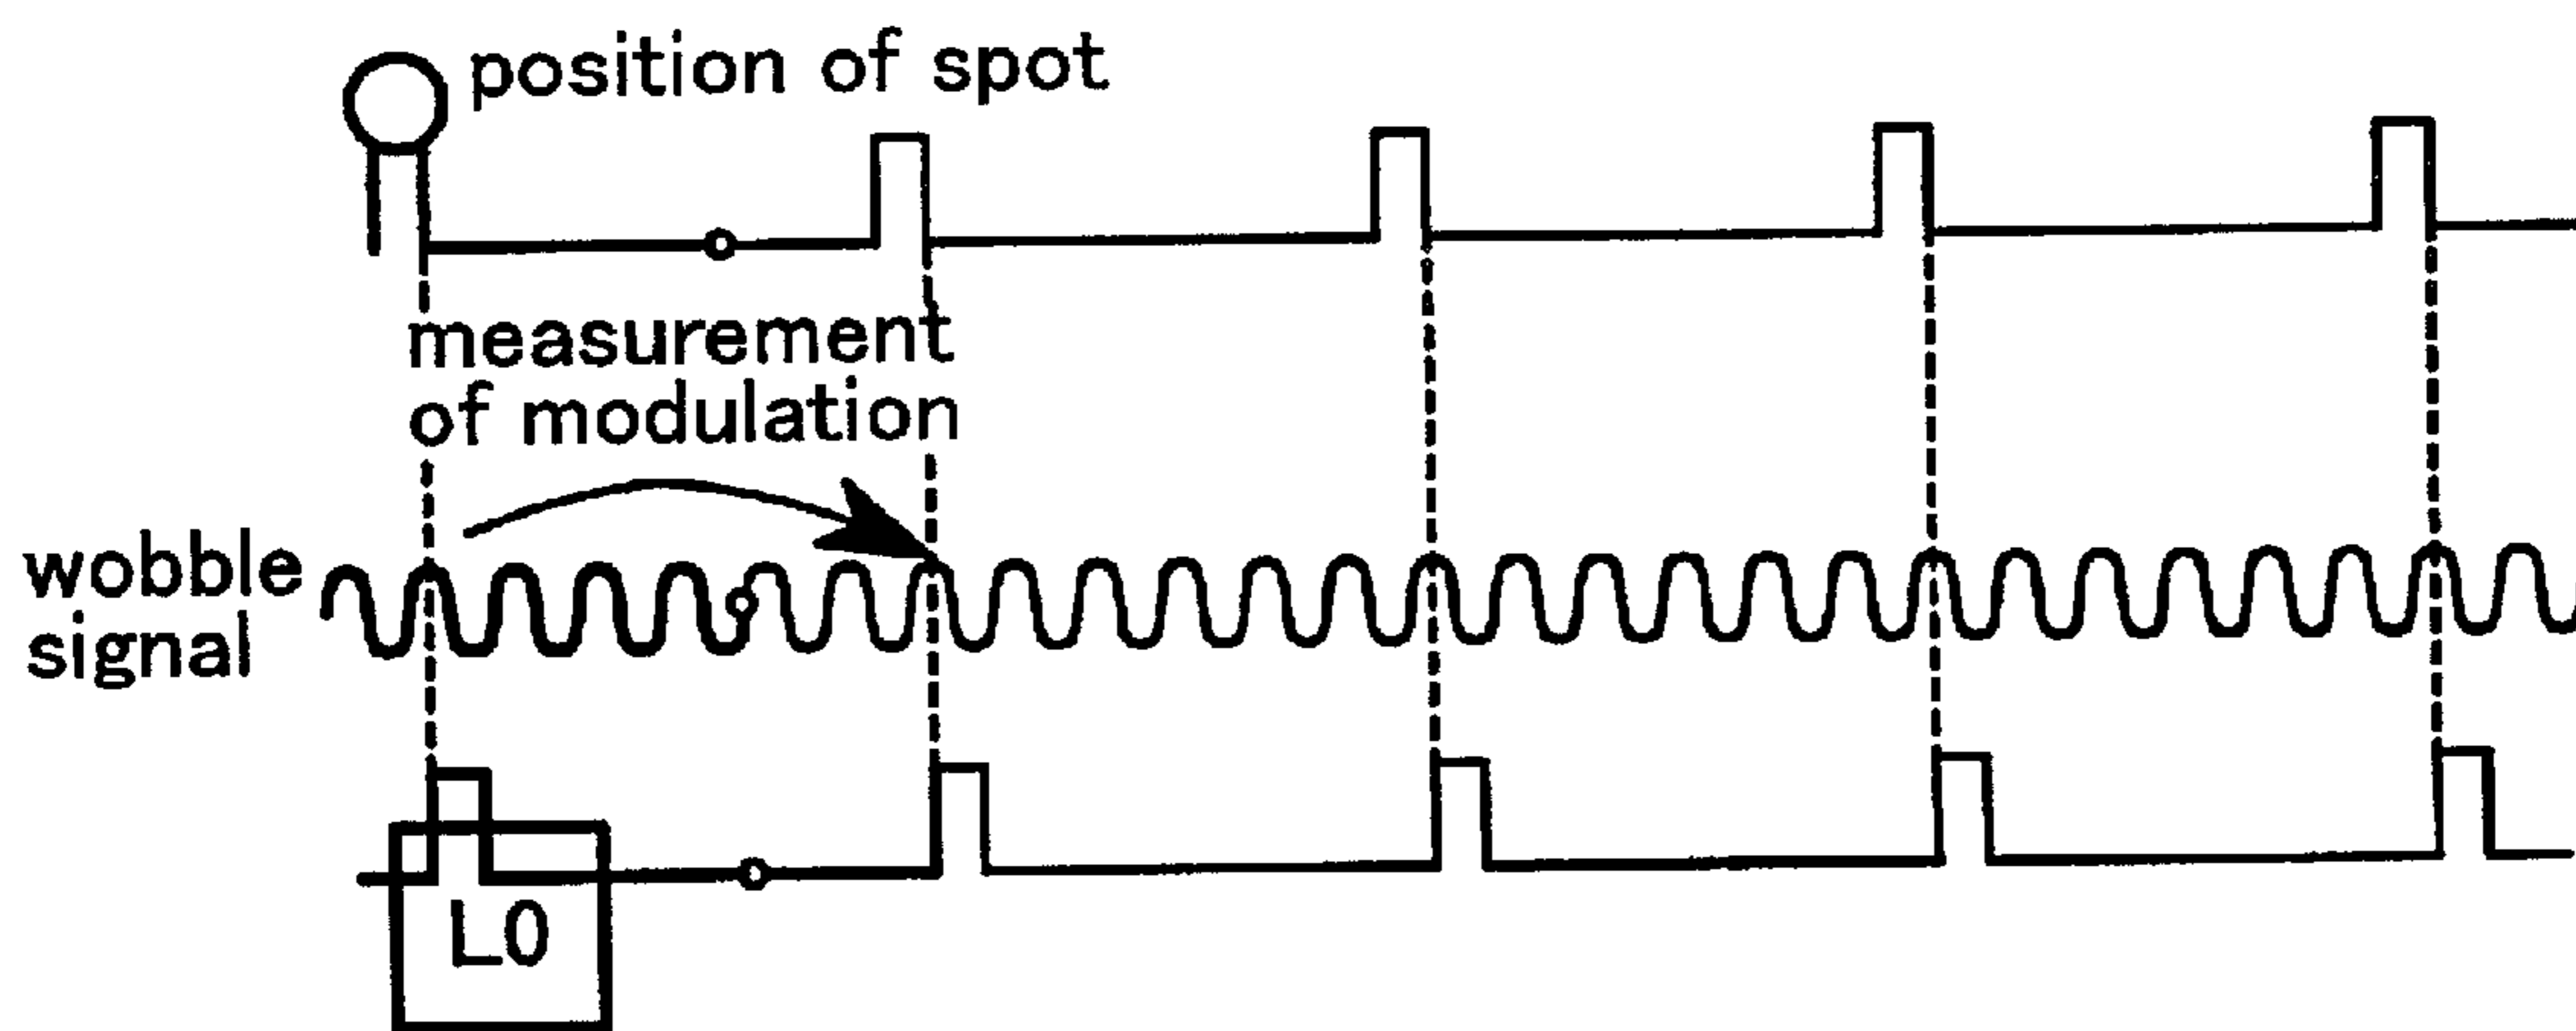 position of spot
measurement
of modulation
wobble
signal
L0